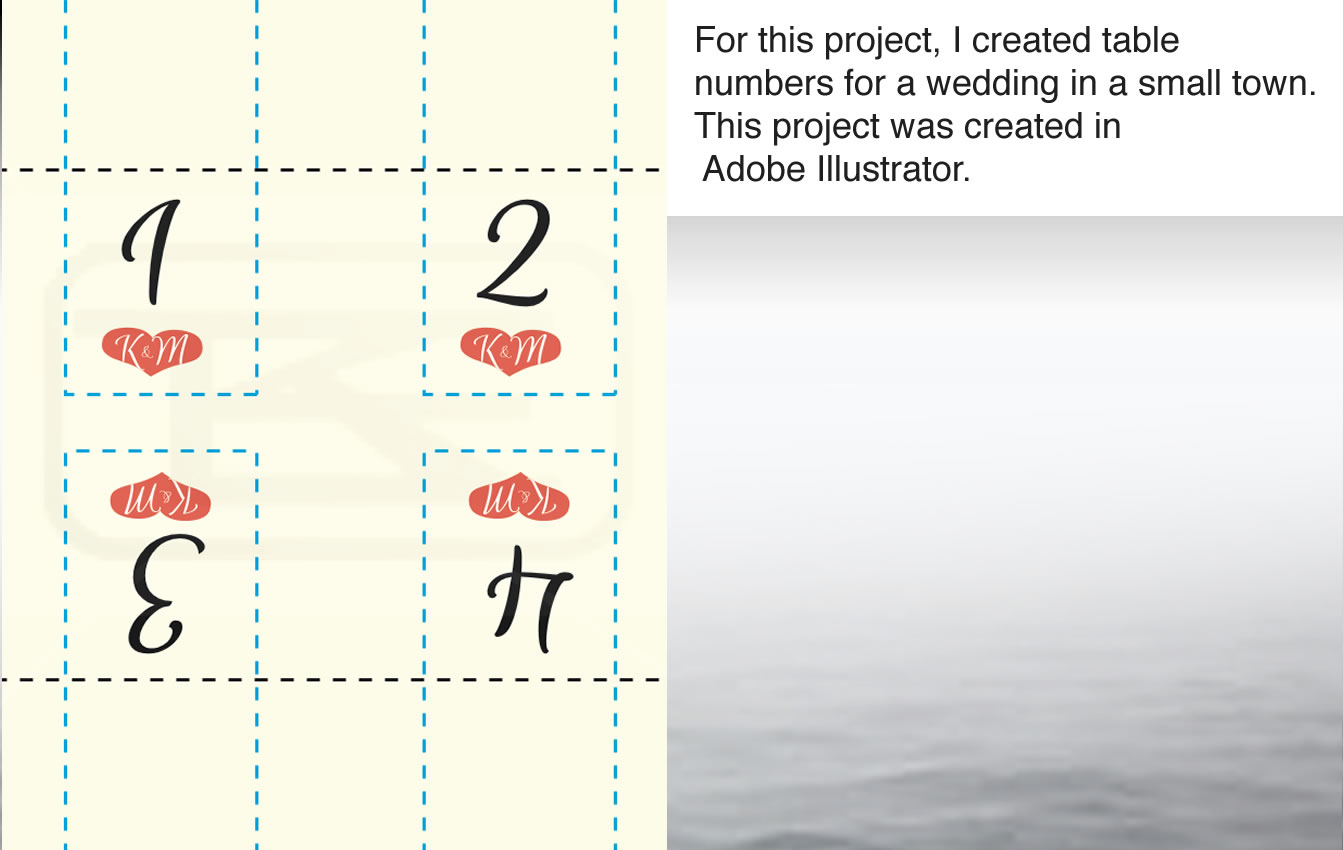 For this project, I created table
numbers for a wedding in a small town.
This project was created in
Adobe Illustrator.
1
2
K&M
K&M
K&M
K&M
3
4